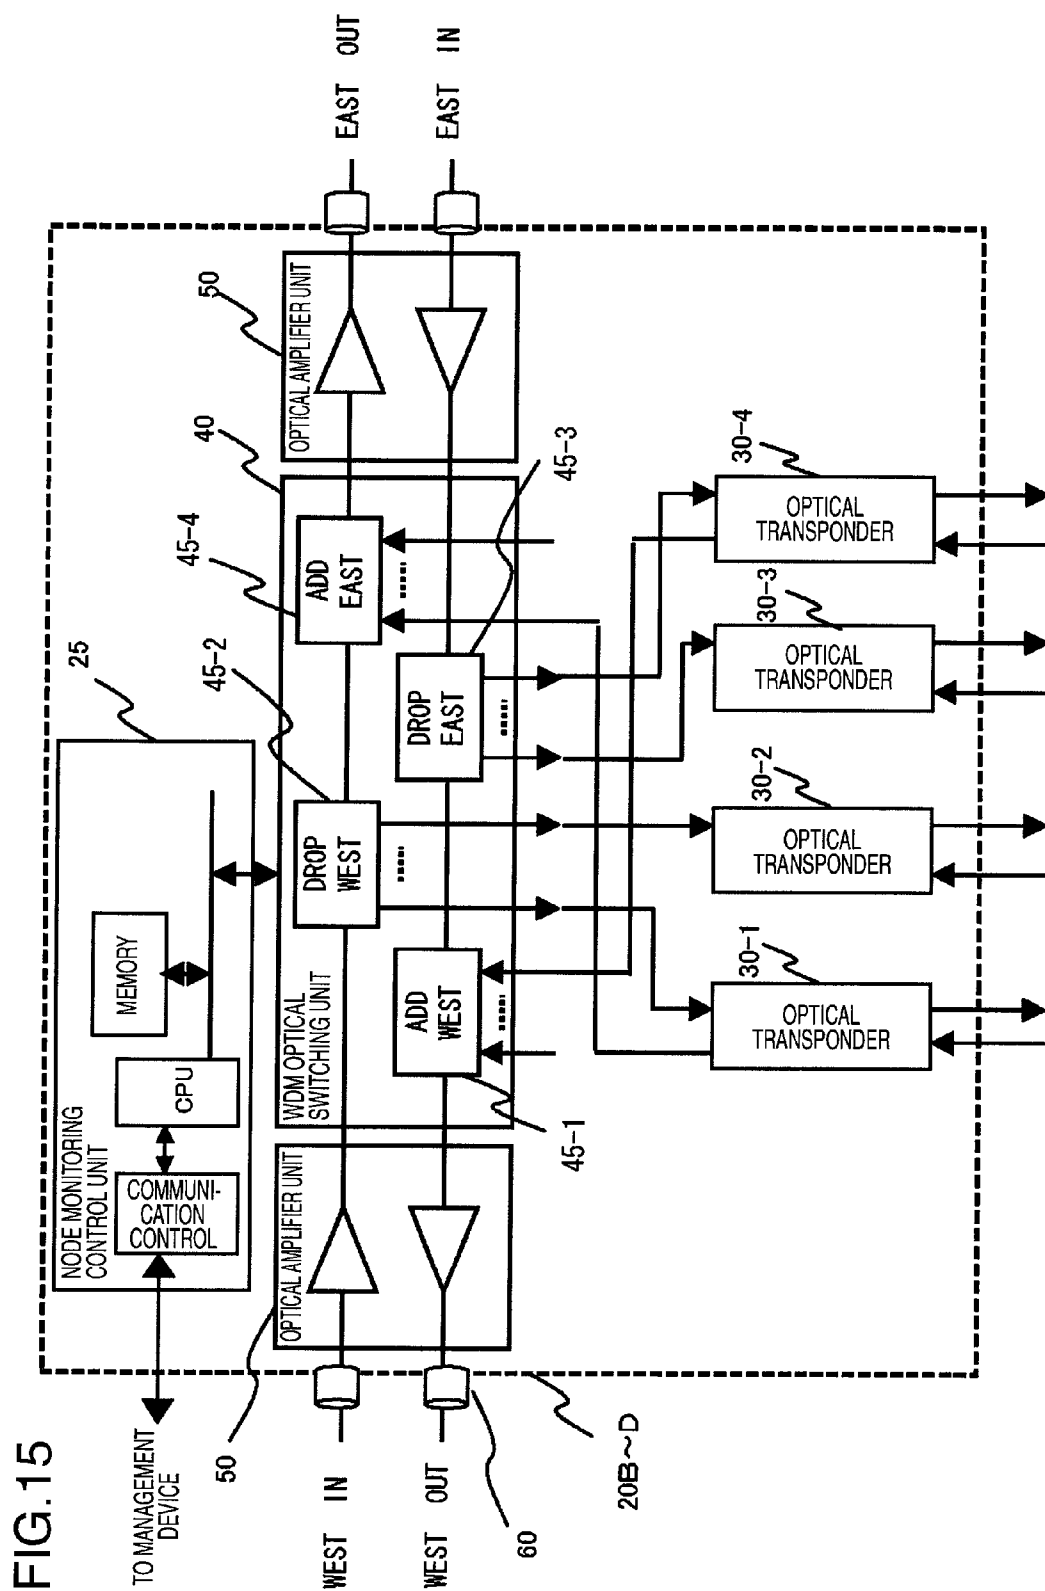 FIG.15
TO MANAGEMENT
DEVICE
NODE MONITORING
CONTROL UNIT
COMMUNI-
CATION
CONTROL
CPU
MEMORY
25
50
OPTICAL AMPLIFIER UNIT
WDM OPTICAL
SWITCHING UNIT
DROP
WEST
45-2
ADD
EAST
45-4
40
OPTICAL AMPLIFIER UNIT
50
EAST OUT
EAST IN
WEST IN
WEST OUT
60
ADD
WEST
45-1
DROP
EAST
45-3
20B~D
30-1
OPTICAL
TRANSPONDER
30-2
OPTICAL
TRANSPONDER
30-3
OPTICAL
TRANSPONDER
30-4
OPTICAL
TRANSPONDER